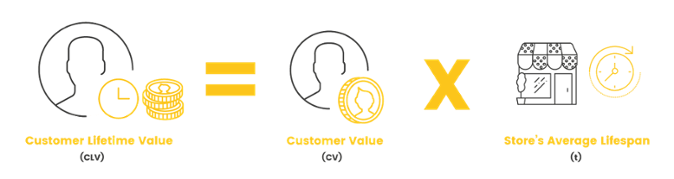 Customer Lifetime Value
(CLV)
=
Customer Value
(CV)
X
Store's Average Lifespan
(t)